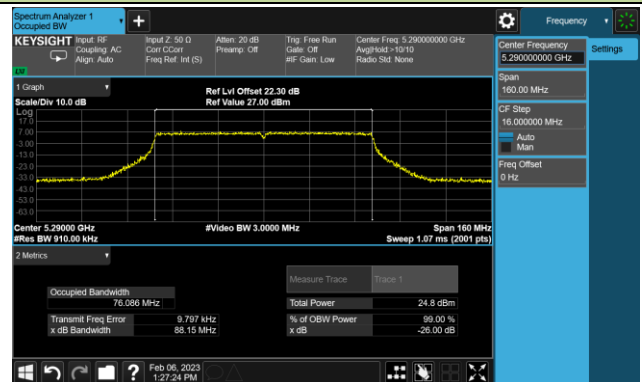 Spectrum Analyzer 1
Occupied BW
Frequency
KEYSIGHT
Input: RF
Coupling: AC
Align: Auto
Input Z: 50 Ω
Corr CCorr
Freq Ref: Int (S)
Atten: 20 dB
Preamp: Off
Trig: Free Run
Gate: Off
#IF Gain: Low
Center Freq: 5.290000000 GHz
Avg|Hold:>10/10
Radio Std: None
Center Frequency
5.290000000 GHz
Settings
Span
160.00 MHz
CF Step
16.000000 MHz
Auto
Man
Freq Offset
0 Hz
1 Graph
Scale/Div 10.0 dB
Ref Lvl Offset 22.30 dB
Ref Value 27.00 dBm
Log
17.0
7.00
-3.00
-13.0
-23.0
-33.0
-43.0
-53.0
-63.0
Center 5.29000 GHz
#Res BW 910.00 kHz
#Video BW 3.0000 MHz
Span 160 MHz
Sweep 1.07 ms (2001 pts)
2 Metrics
Measure Trace
Trace 1
Occupied Bandwidth
76.086 MHz
Total Power
24.8 dBm
Transmit Freq Error
9.797 kHz
% of OBW Power
99.00 %
x dB Bandwidth
88.15 MHz
x dB
-26.00 dB
?
Feb 06, 2023
1:27:24 PM